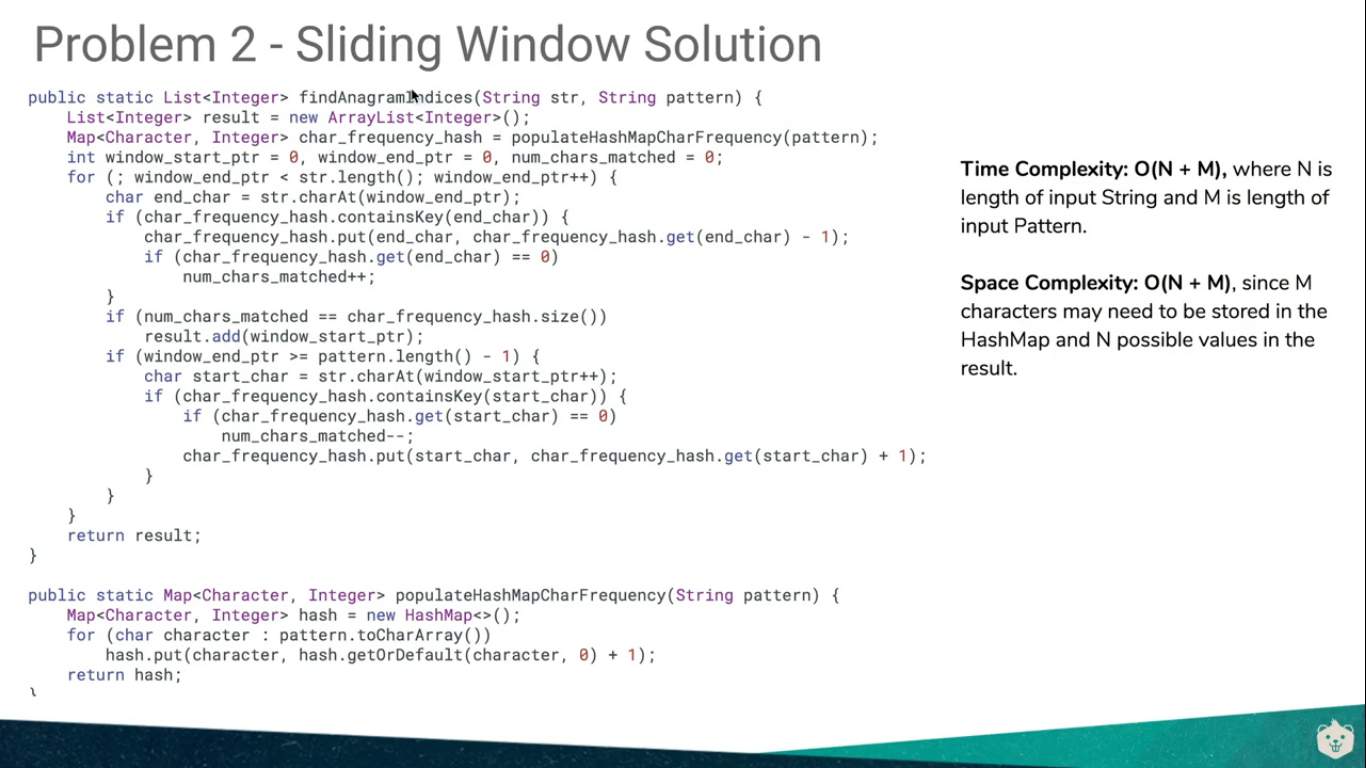 Problem 2 - Sliding Window Solution
public static List<Integer> findAnagramIndices(String str, String pattern) {
    List<Integer> result = new ArrayList<Integer>();
    Map<Character, Integer> char_frequency_hash = populateHashMapCharFrequency(pattern);
    int window_start_ptr = 0, window_end_ptr = 0, num_chars_matched = 0;
    for (; window_end_ptr < str.length(); window_end_ptr++) {
        char end_char = str.charAt(window_end_ptr);
        if (char_frequency_hash.containsKey(end_char)) {
            char_frequency_hash.put(end_char, char_frequency_hash.get(end_char) - 1);
            if (char_frequency_hash.get(end_char) == 0)
                num_chars_matched++;
        }
        if (num_chars_matched == char_frequency_hash.size())
            result.add(window_start_ptr);
        if (window_end_ptr >= pattern.length() - 1) {
            char start_char = str.charAt(window_start_ptr++);
            if (char_frequency_hash.containsKey(start_char)) {
                if (char_frequency_hash.get(start_char) == 0)
                    num_chars_matched--;
                char_frequency_hash.put(start_char, char_frequency_hash.get(start_char) + 1);
            }
        }
    }
    return result;
}
public static Map<Character, Integer> populateHashMapCharFrequency(String pattern) {
    Map<Character, Integer> hash = new HashMap<>();
    for (char character : pattern.toCharArray())
        hash.put(character, hash.getOrDefault(character, 0) + 1);
    return hash;
}
Time Complexity: O(N + M), where N is
length of input String and M is length of
input Pattern.
Space Complexity: O(N + M), since M
characters may need to be stored in the
HashMap and N possible values in the
result.